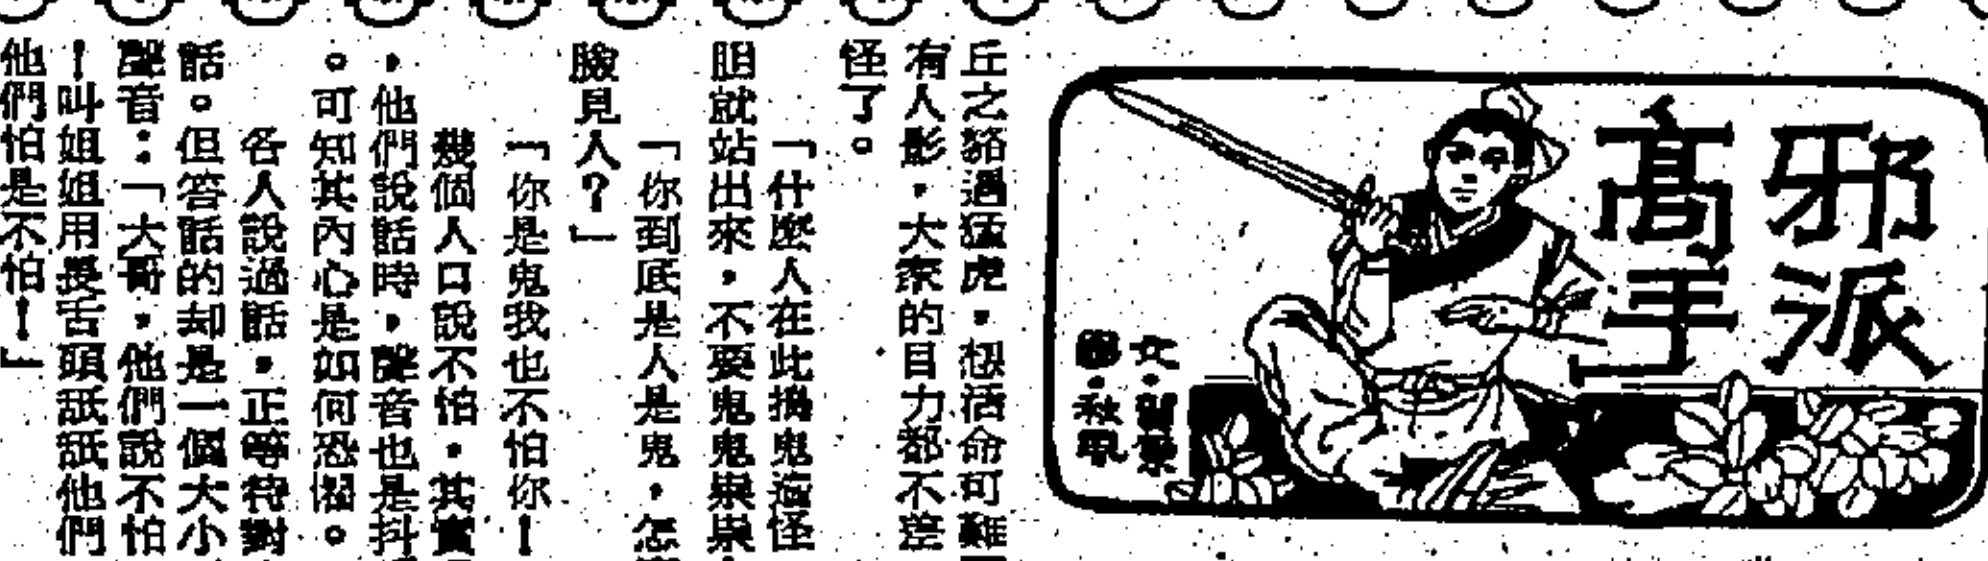 邪派
高手
文·
圖·秋風
丘之貉遇猛虎,想活命可難
有人影,大家的目力都不差
怪了。
「什麼人在此搗鬼造怪
胆就站出來,不要鬼鬼祟祟
「你到底是人是鬼,怎
臉見人?」
「你是鬼我也不怕你!
幾個人口說不怕,其實
,他們說話時,聲音也是抖
。可知其內心是如何恐懼。
各人說過話,正等待對
話。但答話的却是一個大小
聲音:「大哥,他們說不怕
!叫姐姐用長舌頭舐舐他們
他們怕是不怕!」